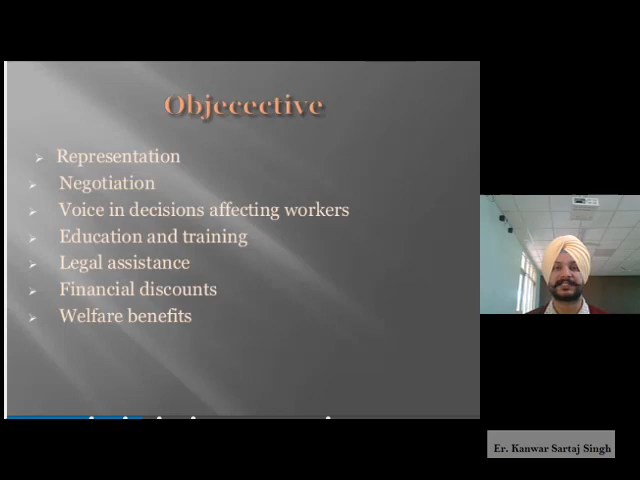 Objecective
Representation
Negotiation
Voice in decisions affecting workers
Education and training
Legal assistance
Financial discounts
Welfare benefits
Er. Kanwar Sartaj Singh